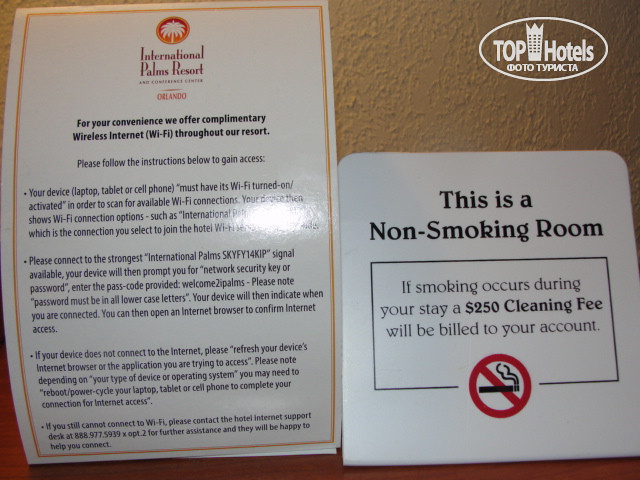 International
Palms Resort
AND CONFERENCE CENTER
ORLANDO
For your convenience we offer complimentary
Wireless Internet (Wi-Fi) throughout our resort.
Please follow the instructions below to gain access:
• Your device (laptop, tablet or cell phone) "must have its Wi-Fi turned-on/
activated" in order to scan for available Wi-Fi connections. Your device then
shows Wi-Fi connection options - such as "International
which is the connection you select to join the hotel Wi-Fi
• Please connect to the strongest "International Palms SKYFY14KIP" signal
available, your device will then prompt you for "network security key or
password", enter the pass-code provided: welcome2ipalms - Please note
"password must be in all lower case letters". Your device will then indicate when
you are connected. You can then open an Internet browser to confirm Internet
access.
• If your device does not connect to the Internet, please "refresh your device's
Internet browser or the application you are trying to access". Please note
depending on "your type of device or operating system" you may need to
"reboot/power-cycle your laptop, tablet or cell phone to complete your
connection for Internet access".
• If you still cannot connect to Wi-Fi, please contact the hotel Internet support
desk at 888.977.5939 x opt.2 for further assistance and they will be happy to
help you connect.
TOP Hotels
ФОТО ТУРИСТА
This is a
Non-Smoking Room
If smoking occurs during
your stay a $250 Cleaning Fee
will be billed to your account.